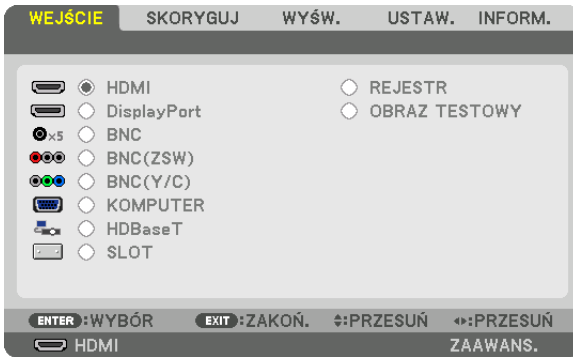 WEJŚCIE SKORYGUJ WYŚW. USTAW. INFORM.
HDMI REJESTR
DisplayPort OBRAZ TESTOWY
×5 BNC
BNC(ZSW)
BNC(Y/C)
KOMPUTER
HDBaseT
SLOT
ENTER :WYBÓR EXIT :ZAKOŃ. :PRZESUŃ :PRZESUŃ
HDMI ZAAWANS.